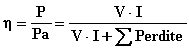 η = P / Pa = V · I / (V · I + ∑ Perdite)